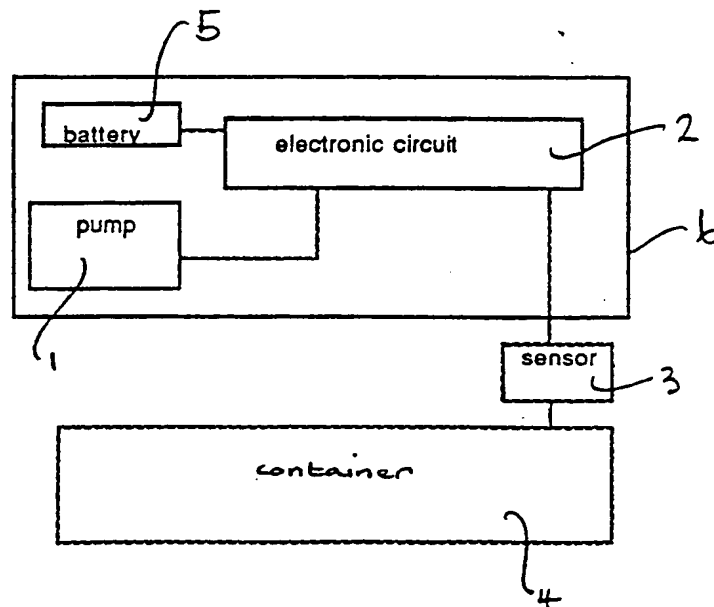 5
battery
electronic circuit
2
pump
6
1
sensor
3
container
4